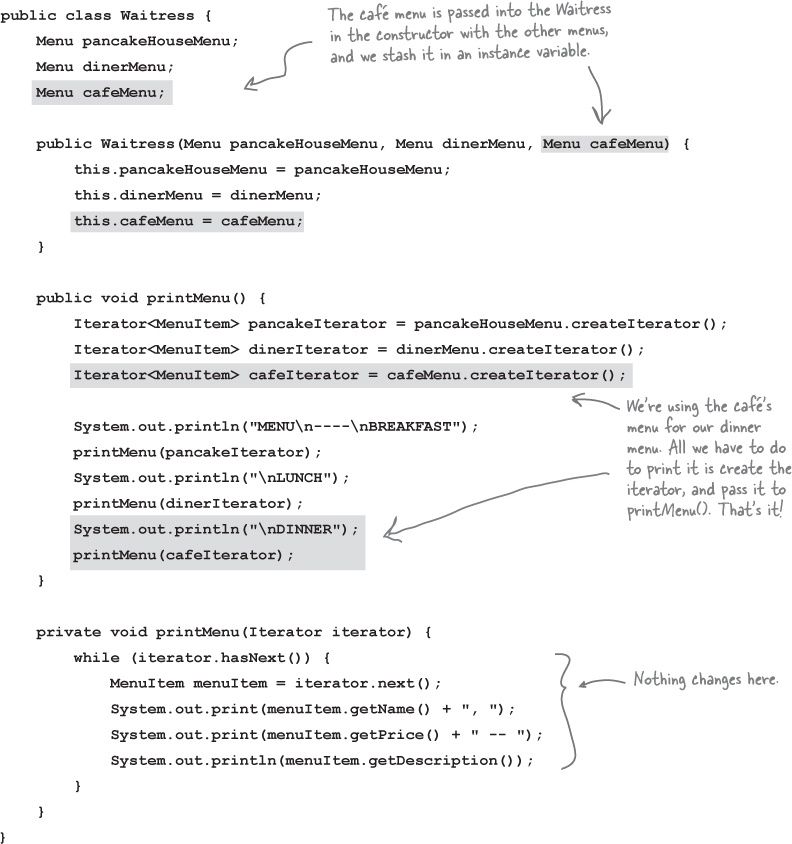 public class Waitress {
Menu pancakeHouseMenu;
Menu dinerMenu;
Menu cafeMenu;
The café menu is passed into the Waitress
in the constructor with the other menus,
and we stash it in an instance variable.
public Waitress(Menu pancakeHouseMenu, Menu dinerMenu, Menu cafeMenu) {
this.pancakeHouseMenu = pancakeHouseMenu;
this.dinerMenu = dinerMenu;
this.cafeMenu = cafeMenu;
}
public void printMenu() {
Iterator<MenuItem> pancakeIterator = pancakeHouseMenu.createIterator();
Iterator<MenuItem> dinerIterator = dinerMenu.createIterator();
Iterator<MenuItem> cafeIterator = cafeMenu.createIterator();
System.out.println("MENU\n----\nBREAKFAST");
printMenu(pancakeIterator);
System.out.println("\nLUNCH");
printMenu(dinerIterator);
System.out.println("\nDINNER");
printMenu(cafeIterator);
}
We're using the café's
menu for our dinner
menu. All we have to do
to print it is create the
iterator, and pass it to
printMenu(). That's it!
private void printMenu(Iterator iterator) {
while (iterator.hasNext()) {
MenuItem menuItem = iterator.next();
System.out.print(menuItem.getName() + ", ");
System.out.print(menuItem.getPrice() + " -- ");
System.out.println(menuItem.getDescription());
}
}
}
Nothing changes here.